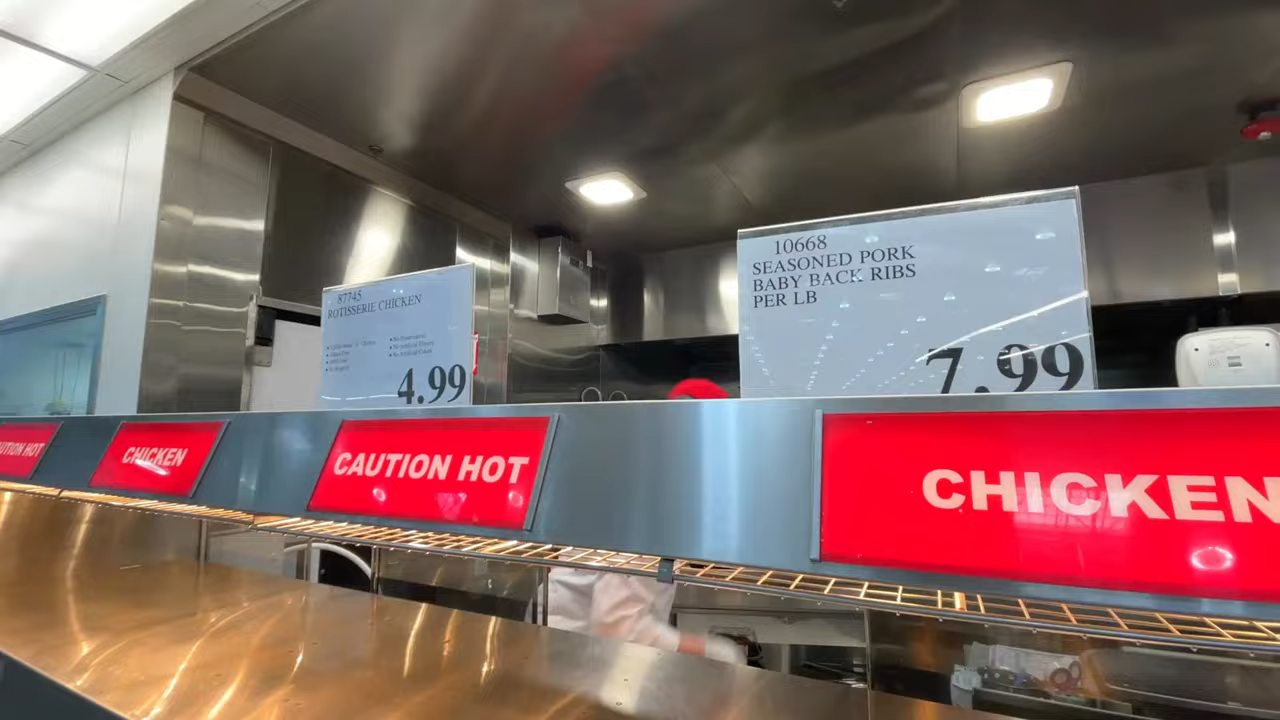 87745
ROTISSERIE CHICKEN
4.99
10668
SEASONED PORK
BABY BACK RIBS
PER LB
7.99
CAUTION HOT
CHICKEN
CAUTION HOT
CHICKEN